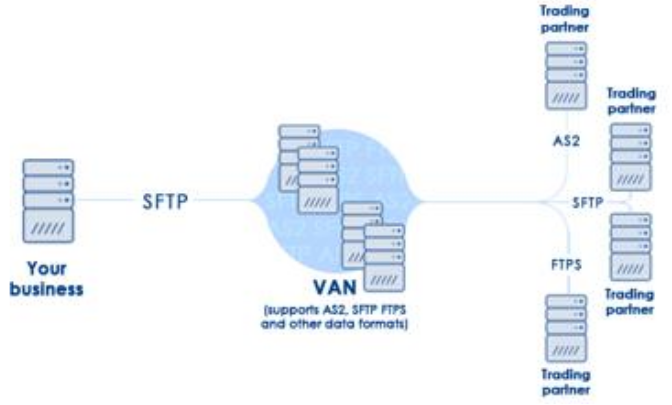 Trading
partner
Trading
partner
AS2
SFTP
SFTP
Your
business
FTPS
VAN
(supports AS2, SFTP FTPS
and other data formats)
Trading
partner
Trading
partner